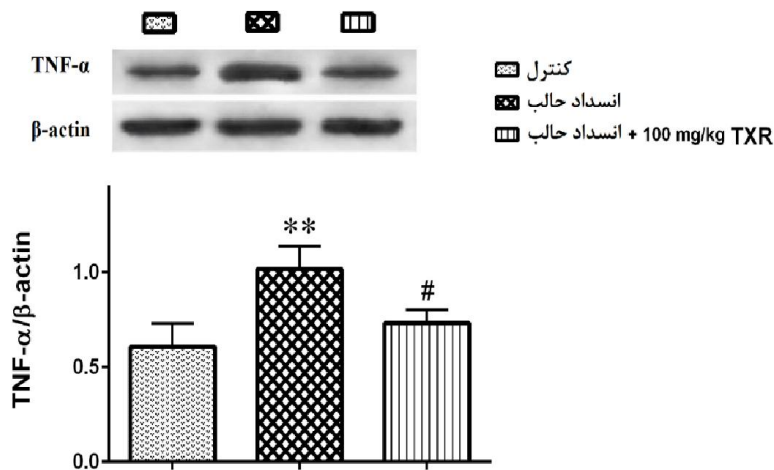 TNF-α
β-actin
کنترل
انسداد حالب
انسداد حالب + 100 mg/kg TXR
TNF-α/β-actin
1.0
0.5
0.0
**
#